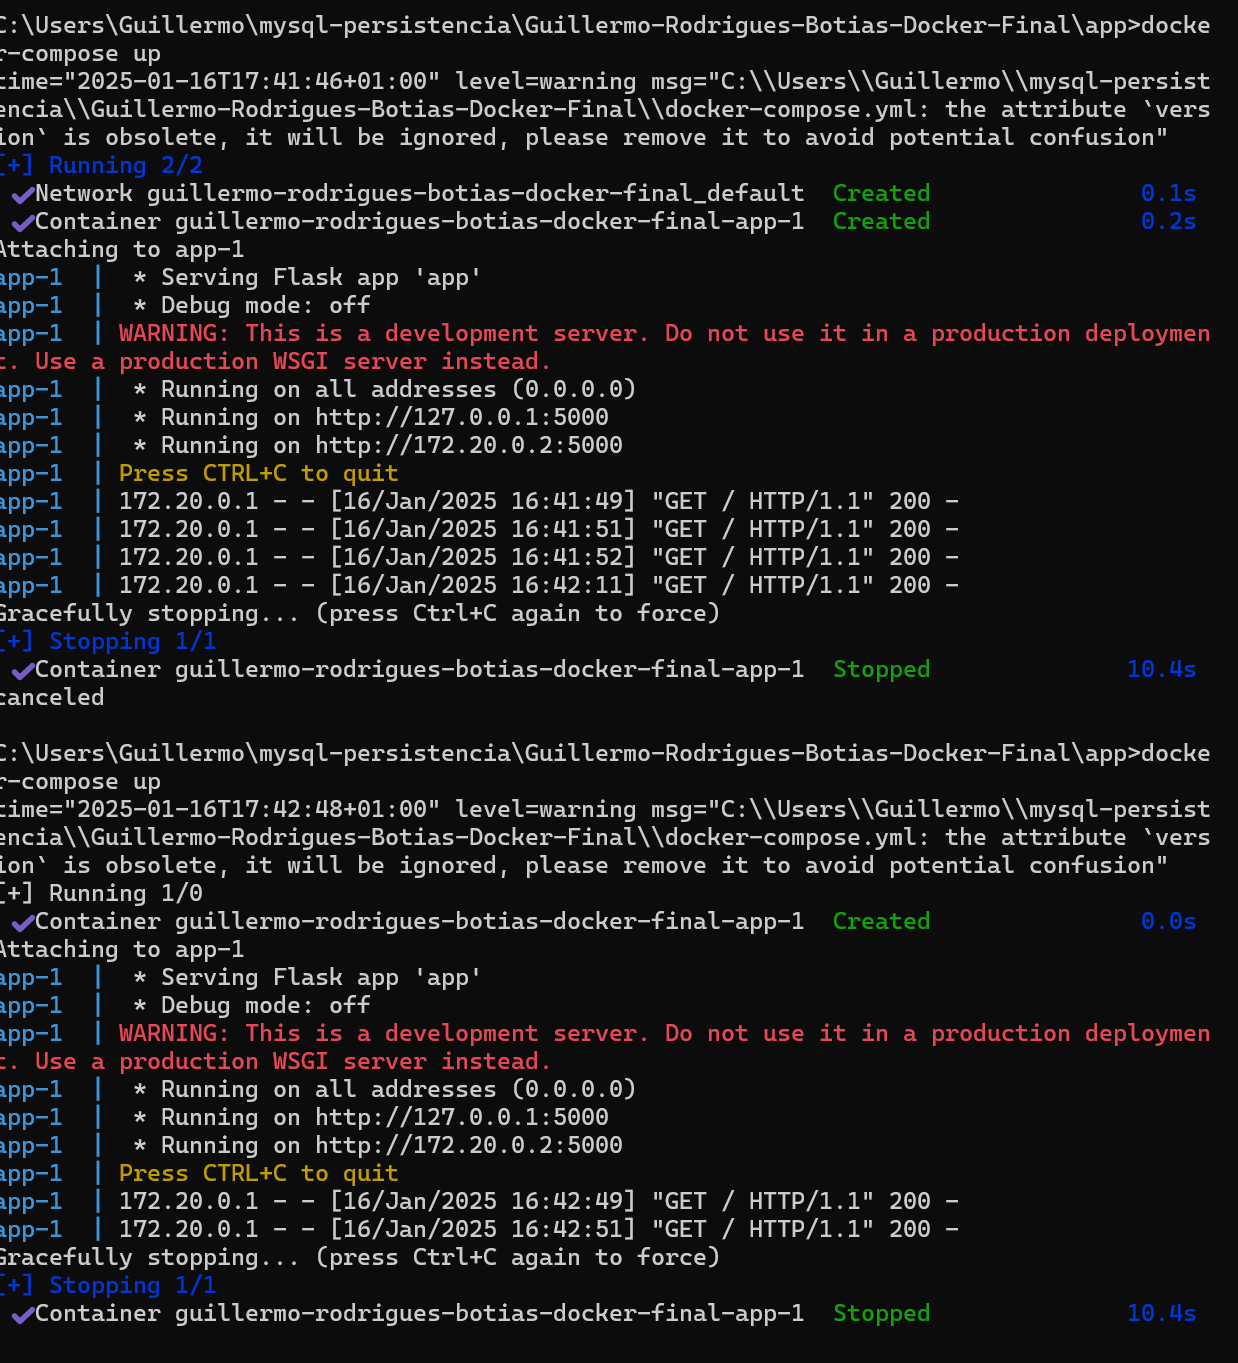 C:\Users\Guillermo\mysql-persistencia\Guillermo-Rodrigues-Botias-Docker-Final\app>docke
r-compose up
time="2025-01-16T17:41:46+01:00" level=warning msg="C:\\Users\\Guillermo\\mysql-persist
encia\\Guillermo-Rodrigues-Botias-Docker-Final\\docker-compose.yml: the attribute `vers
ion` is obsolete, it will be ignored, please remove it to avoid potential confusion"
[+] Running 2/2
✔Network guillermo-rodrigues-botias-docker-final_default  Created  0.1s
✔Container guillermo-rodrigues-botias-docker-final-app-1  Created  0.2s
Attaching to app-1
app-1  |  * Serving Flask app 'app'
app-1  |  * Debug mode: off
app-1  | WARNING: This is a development server. Do not use it in a production deploymen
t. Use a production WSGI server instead.
app-1  |  * Running on all addresses (0.0.0.0)
app-1  |  * Running on http://127.0.0.1:5000
app-1  |  * Running on http://172.20.0.2:5000
app-1  | Press CTRL+C to quit
app-1  | 172.20.0.1 - - [16/Jan/2025 16:41:49] "GET / HTTP/1.1" 200 -
app-1  | 172.20.0.1 - - [16/Jan/2025 16:41:51] "GET / HTTP/1.1" 200 -
app-1  | 172.20.0.1 - - [16/Jan/2025 16:41:52] "GET / HTTP/1.1" 200 -
app-1  | 172.20.0.1 - - [16/Jan/2025 16:42:11] "GET / HTTP/1.1" 200 -
Gracefully stopping... (press Ctrl+C again to force)
[+] Stopping 1/1
✔Container guillermo-rodrigues-botias-docker-final-app-1  Stopped  10.4s
canceled
C:\Users\Guillermo\mysql-persistencia\Guillermo-Rodrigues-Botias-Docker-Final\app>docke
r-compose up
time="2025-01-16T17:42:48+01:00" level=warning msg="C:\\Users\\Guillermo\\mysql-persist
encia\\Guillermo-Rodrigues-Botias-Docker-Final\\docker-compose.yml: the attribute `vers
ion` is obsolete, it will be ignored, please remove it to avoid potential confusion"
[+] Running 1/0
✔Container guillermo-rodrigues-botias-docker-final-app-1  Created  0.0s
Attaching to app-1
app-1  |  * Serving Flask app 'app'
app-1  |  * Debug mode: off
app-1  | WARNING: This is a development server. Do not use it in a production deploymen
t. Use a production WSGI server instead.
app-1  |  * Running on all addresses (0.0.0.0)
app-1  |  * Running on http://127.0.0.1:5000
app-1  |  * Running on http://172.20.0.2:5000
app-1  | Press CTRL+C to quit
app-1  | 172.20.0.1 - - [16/Jan/2025 16:42:49] "GET / HTTP/1.1" 200 -
app-1  | 172.20.0.1 - - [16/Jan/2025 16:42:51] "GET / HTTP/1.1" 200 -
Gracefully stopping... (press Ctrl+C again to force)
[+] Stopping 1/1
✔Container guillermo-rodrigues-botias-docker-final-app-1  Stopped  10.4s